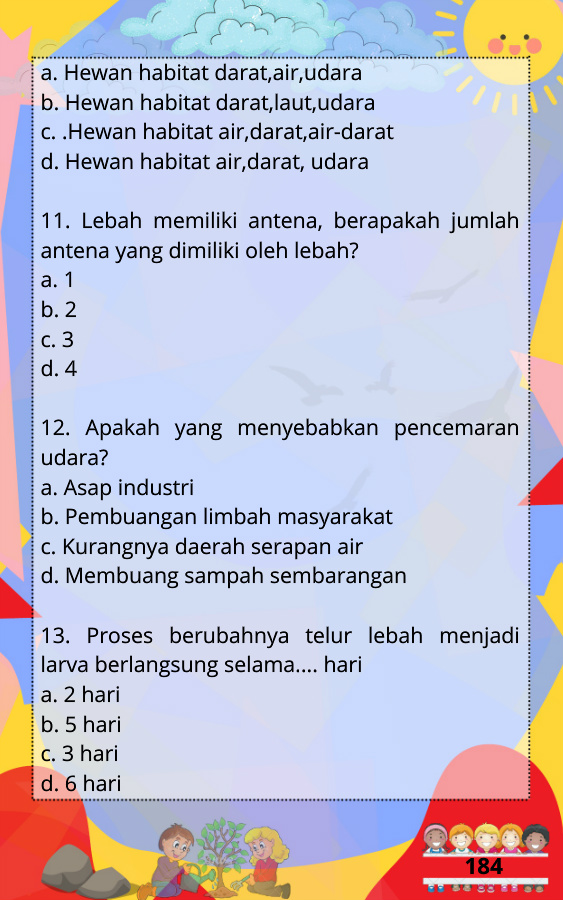 a. Hewan habitat darat,air,udara
b. Hewan habitat darat,laut,udara
c. .Hewan habitat air,darat,air-darat
d. Hewan habitat air,darat, udara
11. Lebah memiliki antena, berapakah jumlah
antena yang dimiliki oleh lebah?
a. 1
b. 2
c. 3
d. 4
12. Apakah yang menyebabkan pencemaran
udara?
a. Asap industri
b. Pembuangan limbah masyarakat
c. Kurangnya daerah serapan air
d. Membuang sampah sembarangan
13. Proses berubahnya telur lebah menjadi
larva berlangsung selama.... hari
a. 2 hari
b. 5 hari
c. 3 hari
d. 6 hari
184